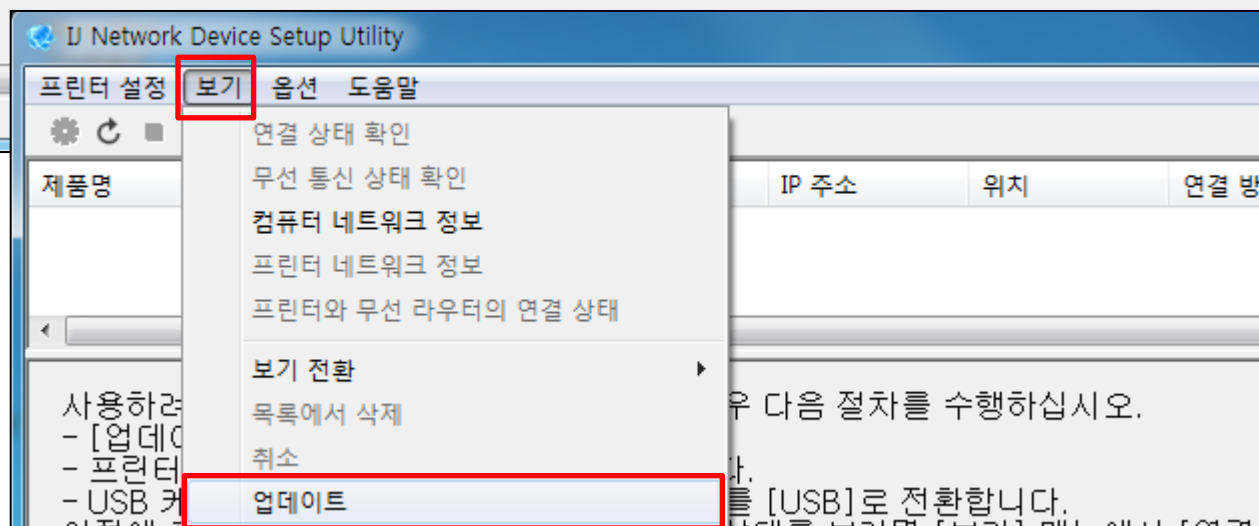 IJ Network Device Setup Utility
프린터 설정 보기 옵션 도움말
연결 상태 확인
무선 통신 상태 확인
컴퓨터 네트워크 정보
프린터 네트워크 정보
프린터와 무선 라우터의 연결 상태
보기 전환
목록에서 삭제
취소
업데이트
제품명 IP 주소 위치 연결
사용하려 다음 절차를 수행하십시오.
- [업데이
- 프린터
- USB [USB]로 전환합니다.